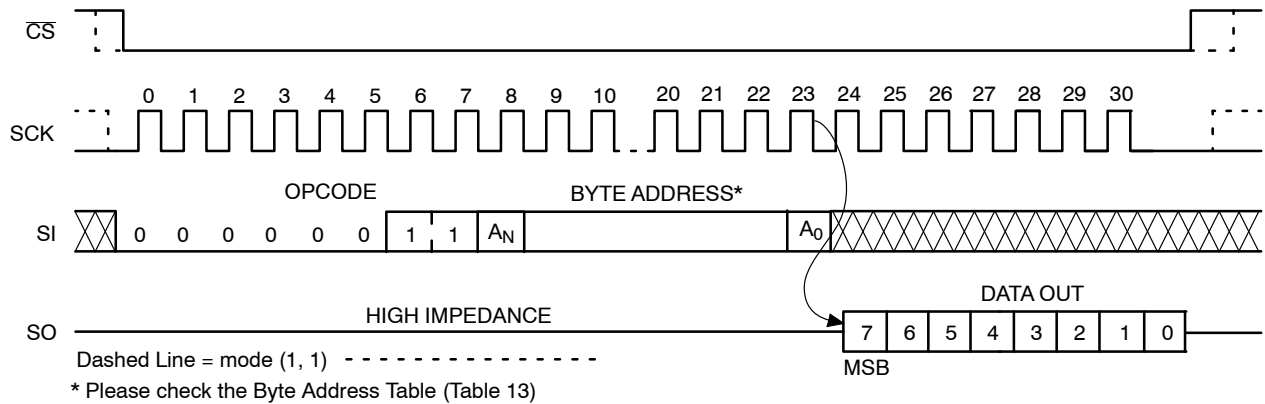 CS
0 1 2 3 4 5 6 7 8 9 10 20 21 22 23 24 25 26 27 28 29 30
SCK
OPCODE BYTE ADDRESS*
SI 0 0 0 0 0 0 1 1 AN A0
DATA OUT
HIGH IMPEDANCE
SO 7 6 5 4 3 2 1 0
Dashed Line = mode (1, 1) - - - - - - - - - - - - - -
MSB
* Please check the Byte Address Table (Table 13)